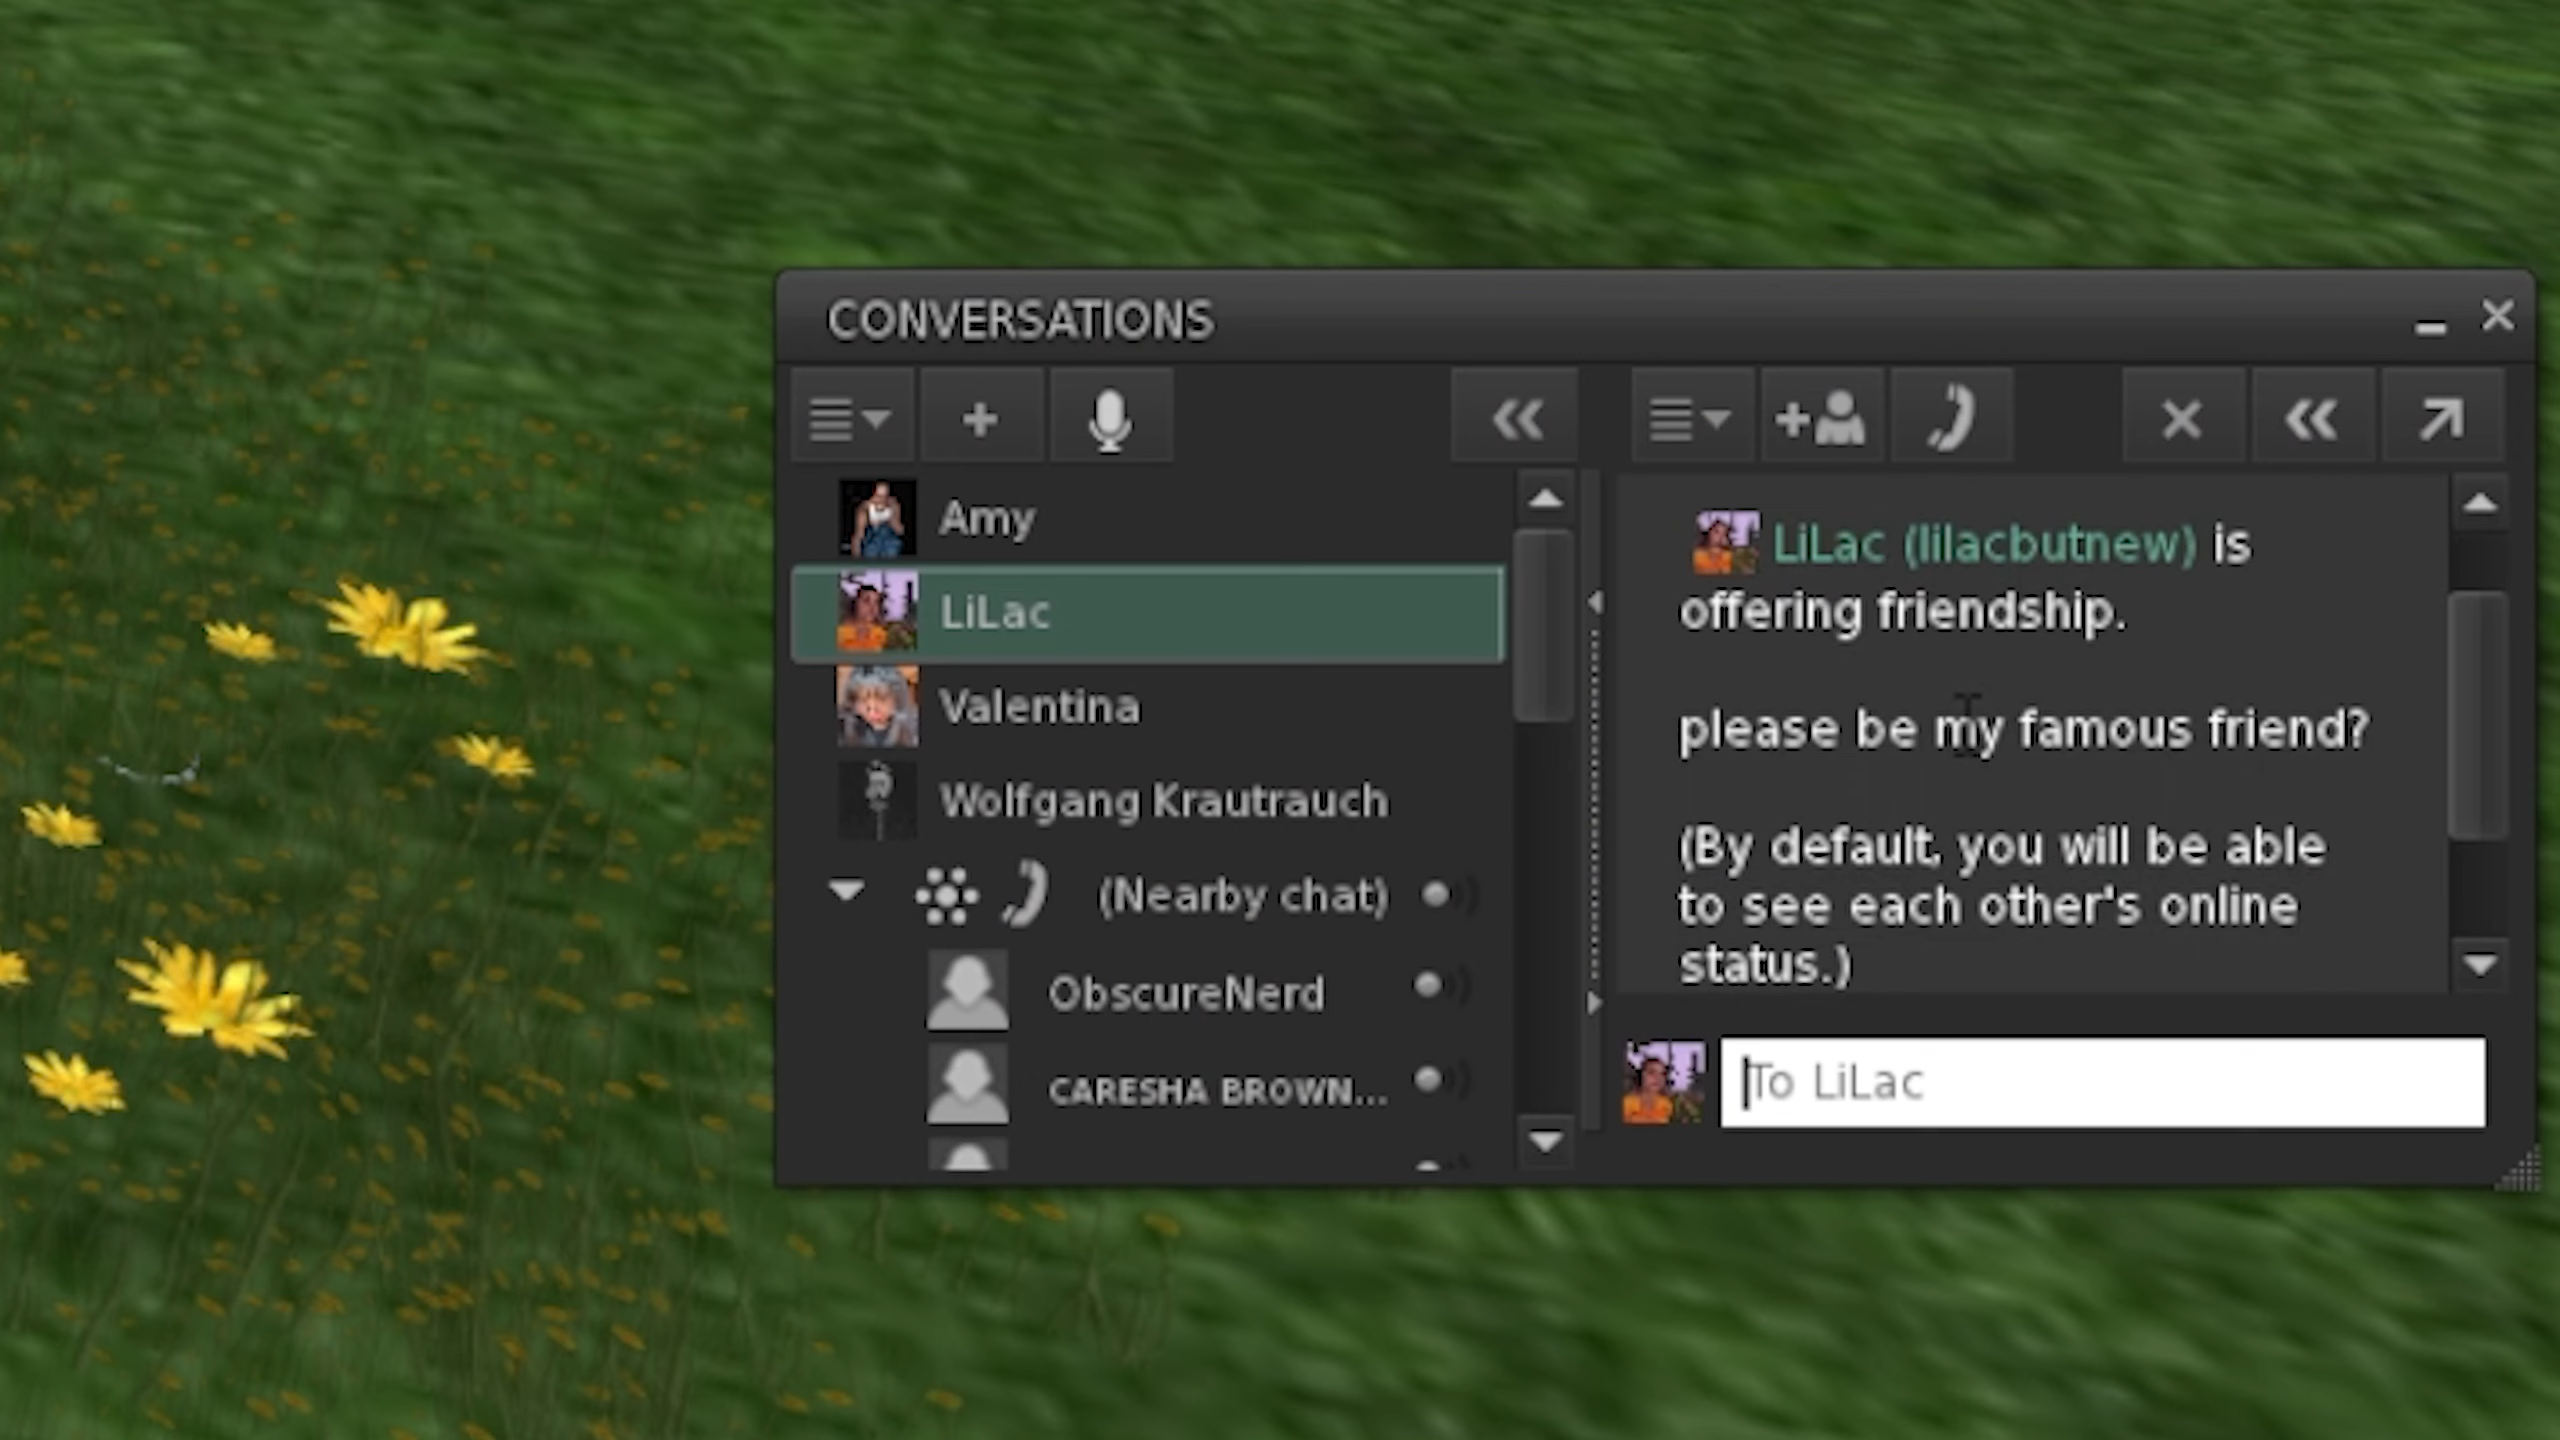 CONVERSATIONS
Amy
LiLac
Valentina
Wolfgang Krautrauch
(Nearby chat)
ObscureNerd
CARESHA BROWN...
LiLac (lilacbutnew) is
offering friendship.
please be my famous friend?
(By default, you will be able
to see each other's online
status.)
To LiLac